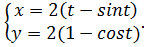 {x = 2(t − sint)
y = 2(1 − cost).